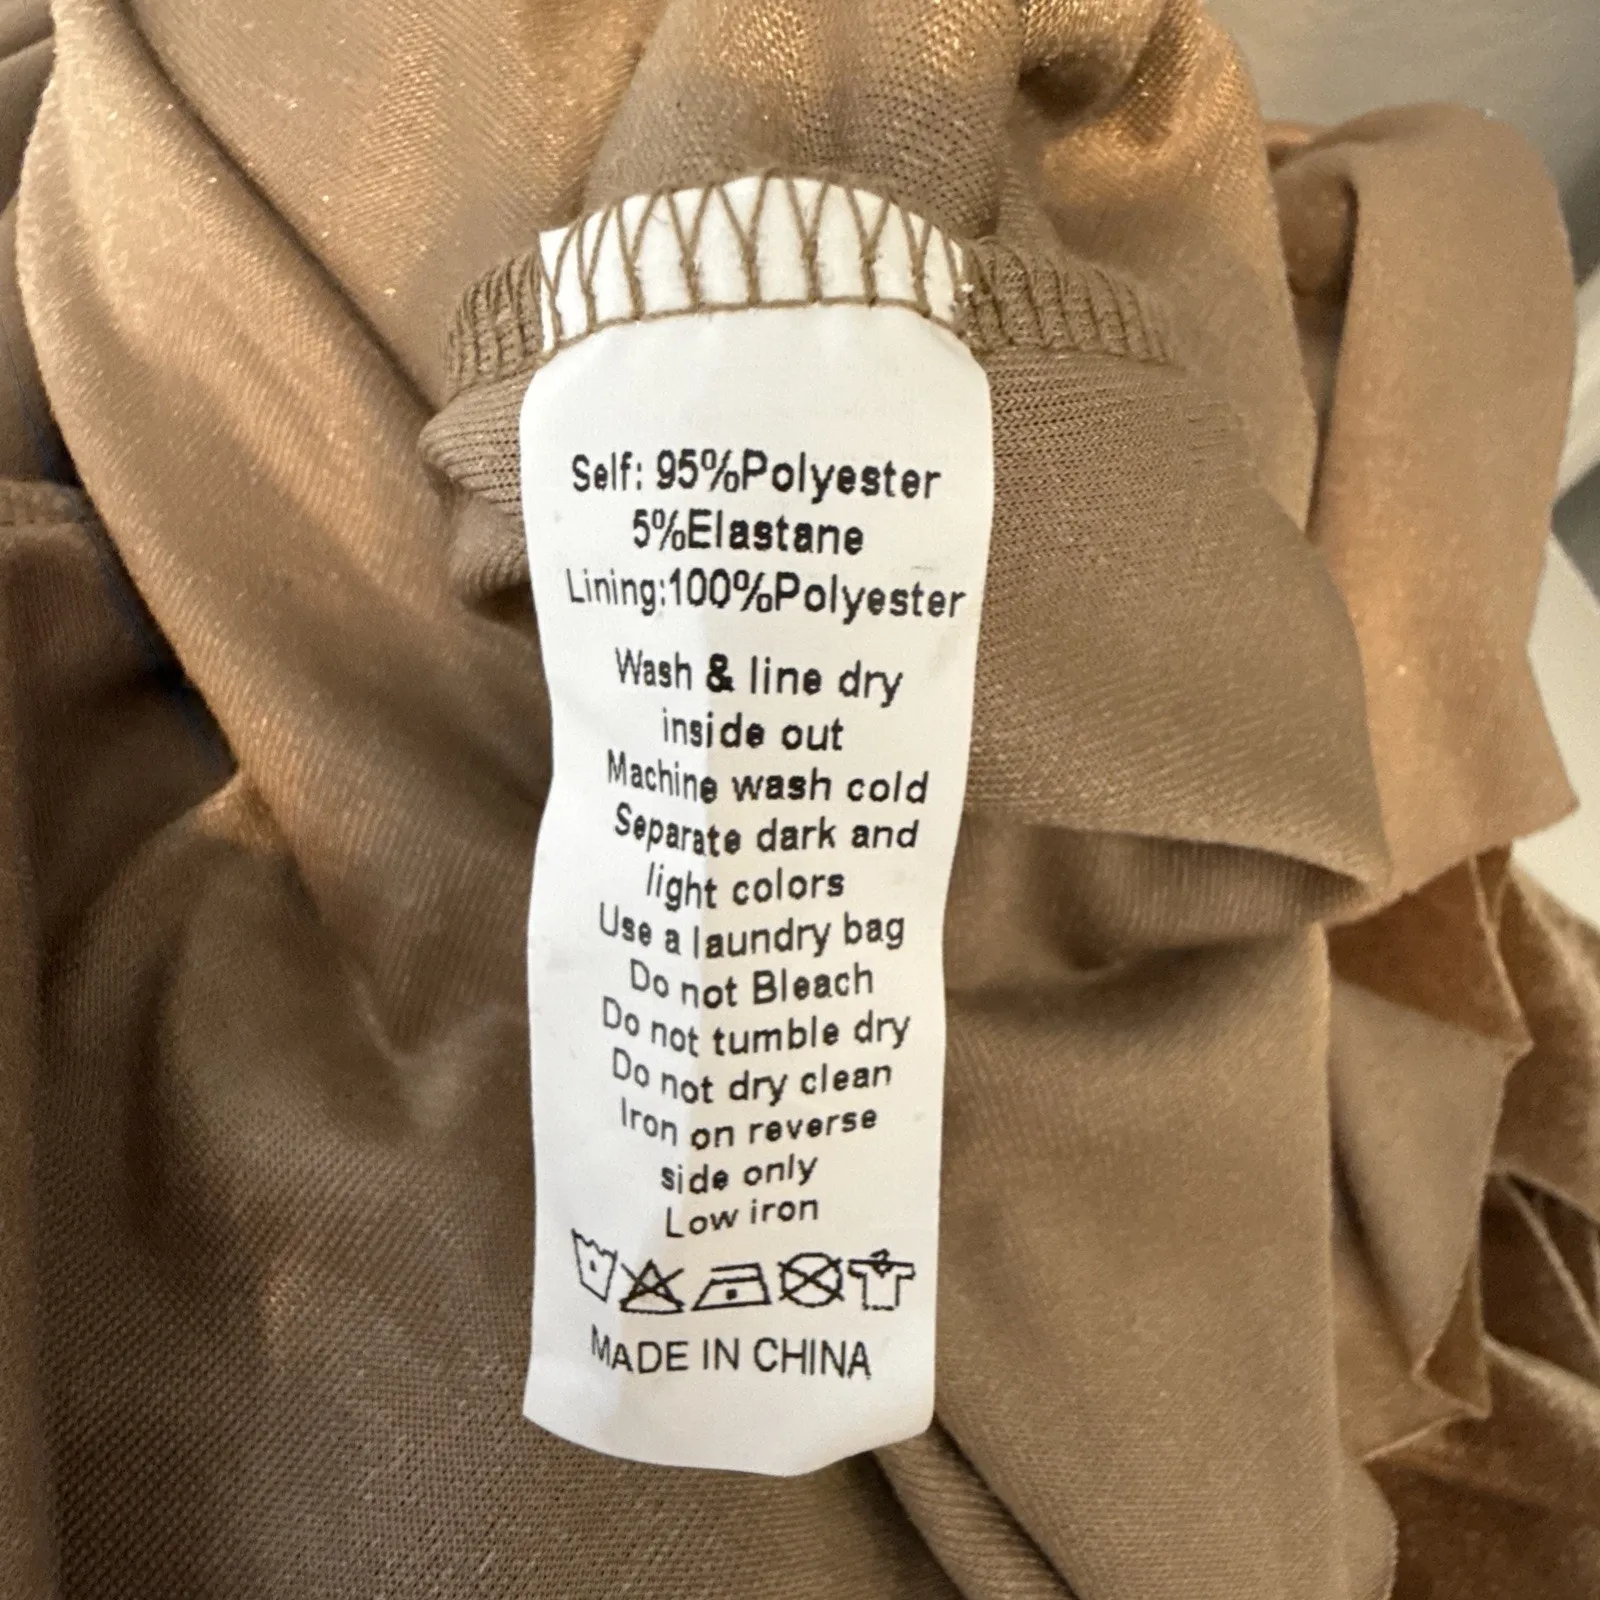 Self: 95%Polyester
5%Elastane
Lining:100%Polyester
Wash & line dry
inside out
Machine wash cold
Separate dark and
light colors
Use a laundry bag
Do not Bleach
Do not tumble dry
Do not dry clean
Iron on reverse
side only
Low iron
MADE IN CHINA